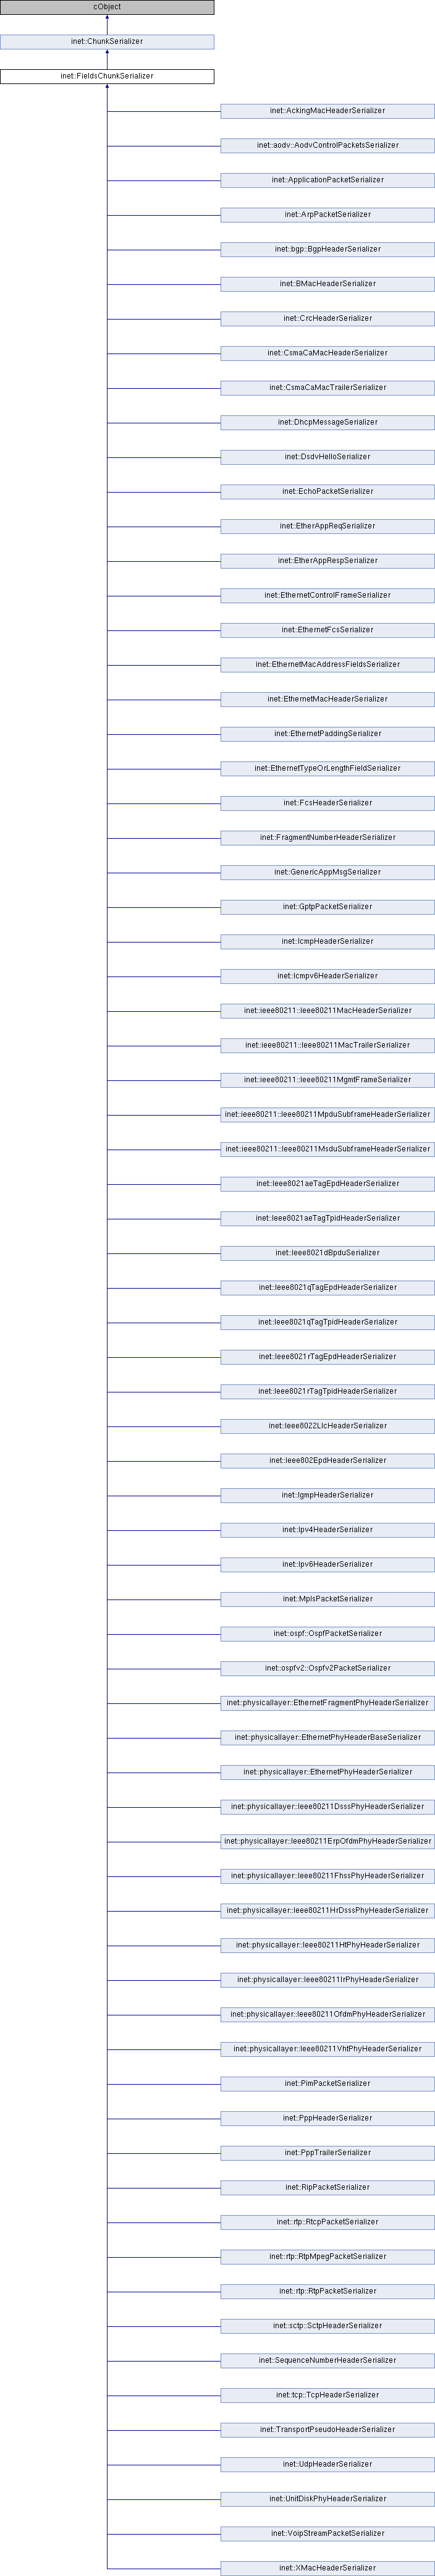 cObject
inet::ChunkSerializer
inet::FieldsChunkSerializer
inet::AckingMacHeaderSerializer
inet::aodv::AodvControlPacketsSerializer
inet::ApplicationPacketSerializer
inet::ArpPacketSerializer
inet::bgp::BgpHeaderSerializer
inet::BMacHeaderSerializer
inet::CrcHeaderSerializer
inet::CsmaCaMacHeaderSerializer
inet::CsmaCaMacTrailerSerializer
inet::DhcpMessageSerializer
inet::DsdvHelloSerializer
inet::EchoPacketSerializer
inet::EtherAppReqSerializer
inet::EtherAppRespSerializer
inet::EthernetControlFrameSerializer
inet::EthernetFcsSerializer
inet::EthernetMacAddressFieldsSerializer
inet::EthernetMacHeaderSerializer
inet::EthernetPaddingSerializer
inet::EthernetTypeOrLengthFieldSerializer
inet::FcsHeaderSerializer
inet::FragmentNumberHeaderSerializer
inet::GenericAppMsgSerializer
inet::GptpPacketSerializer
inet::IcmpHeaderSerializer
inet::Icmpv6HeaderSerializer
inet::ieee80211::Ieee80211MacHeaderSerializer
inet::ieee80211::Ieee80211MacTrailerSerializer
inet::ieee80211::Ieee80211MgmtFrameSerializer
inet::ieee80211::Ieee80211MpduSubframeHeaderSerializer
inet::ieee80211::Ieee80211MsduSubframeHeaderSerializer
inet::Ieee8021aeTagEpdHeaderSerializer
inet::Ieee8021aeTagTpidHeaderSerializer
inet::Ieee8021dBpduSerializer
inet::Ieee8021qTagEpdHeaderSerializer
inet::Ieee8021qTagTpidHeaderSerializer
inet::Ieee8021rTagEpdHeaderSerializer
inet::Ieee8021rTagTpidHeaderSerializer
inet::Ieee8022LlcHeaderSerializer
inet::Ieee802EpdHeaderSerializer
inet::IgmpHeaderSerializer
inet::Ipv4HeaderSerializer
inet::Ipv6HeaderSerializer
inet::MplsPacketSerializer
inet::ospf::OspfPacketSerializer
inet::ospfv2::Ospfv2PacketSerializer
inet::physicallayer::EthernetFragmentPhyHeaderSerializer
inet::physicallayer::EthernetPhyHeaderBaseSerializer
inet::physicallayer::EthernetPhyHeaderSerializer
inet::physicallayer::Ieee80211DsssPhyHeaderSerializer
inet::physicallayer::Ieee80211ErpOfdmPhyHeaderSerializer
inet::physicallayer::Ieee80211FhssPhyHeaderSerializer
inet::physicallayer::Ieee80211HrDsssPhyHeaderSerializer
inet::physicallayer::Ieee80211HtPhyHeaderSerializer
inet::physicallayer::Ieee80211IrPhyHeaderSerializer
inet::physicallayer::Ieee80211OfdmPhyHeaderSerializer
inet::physicallayer::Ieee80211VhtPhyHeaderSerializer
inet::PimPacketSerializer
inet::PppHeaderSerializer
inet::PppTrailerSerializer
inet::RipPacketSerializer
inet::rtp::RtcpPacketSerializer
inet::rtp::RtpMpegPacketSerializer
inet::rtp::RtpPacketSerializer
inet::sctp::SctpHeaderSerializer
inet::SequenceNumberHeaderSerializer
inet::tcp::TcpHeaderSerializer
inet::TransportPseudoHeaderSerializer
inet::UdpHeaderSerializer
inet::UnitDiskPhyHeaderSerializer
inet::VoipStreamPacketSerializer
inet::XMacHeaderSerializer